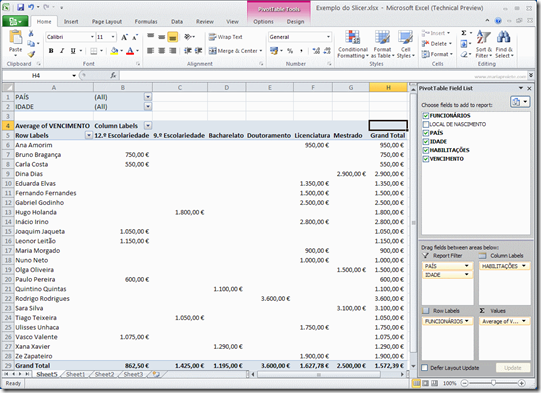 Exemplo do Slicer.xlsx - Microsoft Excel (Technical Preview)
PivotTable Tools
Home Insert Page Layout Formulas Data Review View Options Design
Calibri 11
Wrap Text
General
Merge & Center
Conditional Formatting
Format as Table
Cell Styles
Insert
Delete
Format
Sort & Filter
Find & Select
Paste
Clipboard Font Alignment Number Styles Cells Editing
H4
A B C D E F G H
1 PAÍS (All)
2 IDADE (All)
3
4 Average of VENCIMENTO Column Labels
5 Row Labels 12.º Escolariedade 9.º Escolariedade Bacharelato Doutoramento Licenciatura Mestrado Grand Total
6 Ana Amorim 950,00 € 950,00 €
7 Bruno Bragança 750,00 € 750,00 €
8 Carla Costa 550,00 € 550,00 €
9 Dina Dias 2.900,00 € 2.900,00 €
10 Eduarda Elvas 1.350,00 € 1.350,00 €
11 Fernando Fernandes 1.500,00 € 1.500,00 €
12 Gabriel Godinho 2.500,00 € 2.500,00 €
13 Hugo Holanda 1.800,00 € 1.800,00 €
14 Inácio Irino 2.800,00 € 2.800,00 €
15 Joaquim Jaqueta 1.050,00 € 1.050,00 €
16 Leonor Leitão 1.150,00 € 1.150,00 €
17 Maria Morgado 900,00 € 900,00 €
18 Nuno Neto 1.000,00 € 1.000,00 €
19 Olga Oliveira 1.500,00 € 1.500,00 €
20 Paulo Pereira 600,00 € 600,00 €
21 Quintino Quintas 1.100,00 € 1.100,00 €
22 Rodrigo Rodrigues 3.600,00 € 3.600,00 €
23 Sara Silva 3.100,00 € 3.100,00 €
24 Tiago Teixeira 1.050,00 € 1.050,00 €
25 Ulisses Unhaca 1.750,00 € 1.750,00 €
26 Vasco Valente 1.075,00 € 1.075,00 €
27 Xana Xavier 1.290,00 € 1.290,00 €
28 Ze Zapateiro 1.900,00 € 1.900,00 €
29 Grand Total 862,50 € 1.425,00 € 1.195,00 € 3.600,00 € 1.627,78 € 2.500,00 € 1.572,39 €
PivotTable Field List
Choose fields to add to report:
FUNCIONÁRIOS
LOCAL DE NASCIMENTO
PAÍS
IDADE
HABILITAÇÕES
VENCIMENTO
Drag fields between areas below:
Report Filter
Column Labels
PAÍS
HABILITAÇÕES
IDADE
Row Labels
Σ Values
FUNCIONÁRIOS
Average of V...
Defer Layout Update
Update
Sheet5 Sheet1 Sheet2 Sheet3
Ready
100%